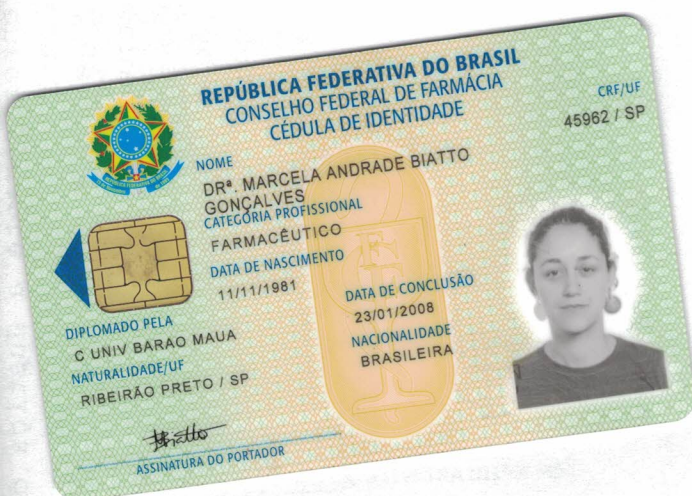 REPÚBLICA FEDERATIVA DO BRASIL
CONSELHO FEDERAL DE FARMÁCIA
CÉDULA DE IDENTIDADE
CRF/UF
45962 / SP
NOME
DRª. MARCELA ANDRADE BIATTO
GONÇALVES
CATEGORIA PROFISSIONAL
FARMACÊUTICO
DATA DE NASCIMENTO
11/11/1981
DATA DE CONCLUSÃO
23/01/2008
DIPLOMADO PELA
C UNIV BARAO MAUA
NACIONALIDADE
BRASILEIRA
NATURALIDADE/UF
RIBEIRÃO PRETO / SP
ASSINATURA DO PORTADOR